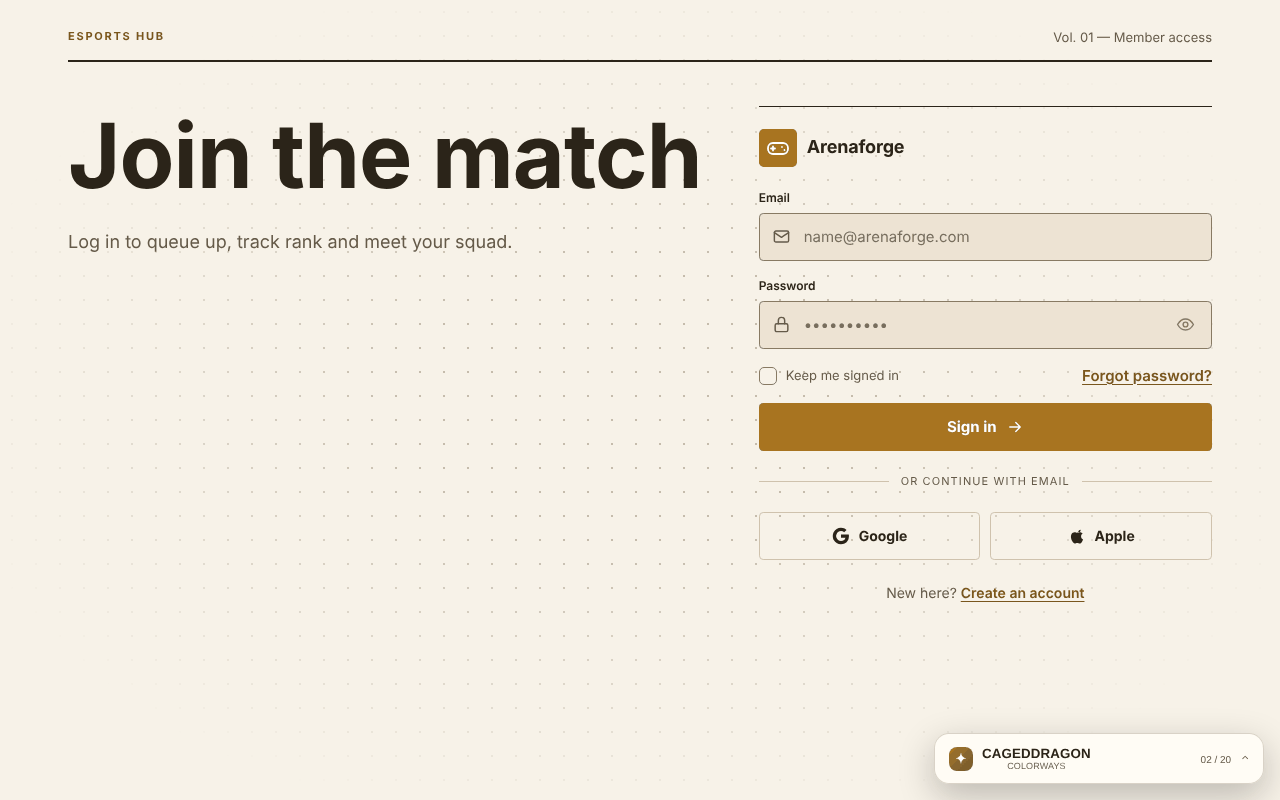 ESPORTS HUB
Vol. 01 — Member access
Join the match
Log in to queue up, track rank and meet your squad.
Arenaforge
Email
name@arenaforge.com
Password
••••••••••
Keep me signed in
Forgot password?
Sign in →
OR CONTINUE WITH EMAIL
Google
Apple
New here? Create an account
CAGEDDRAGON
COLORWAYS
02 / 20